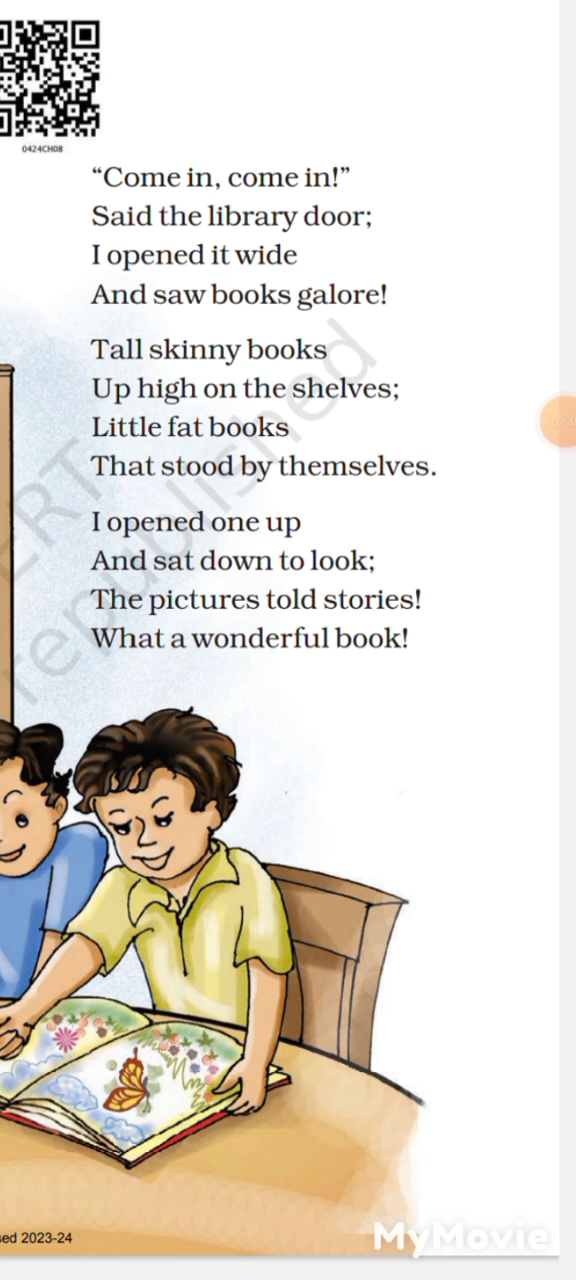 0424CH08
“Come in, come in!”
Said the library door;
I opened it wide
And saw books galore!
Tall skinny books
Up high on the shelves;
Little fat books
That stood by themselves.
I opened one up
And sat down to look;
The pictures told stories!
What a wonderful book!
ERT
republished
sed 2023-24
MyMovie